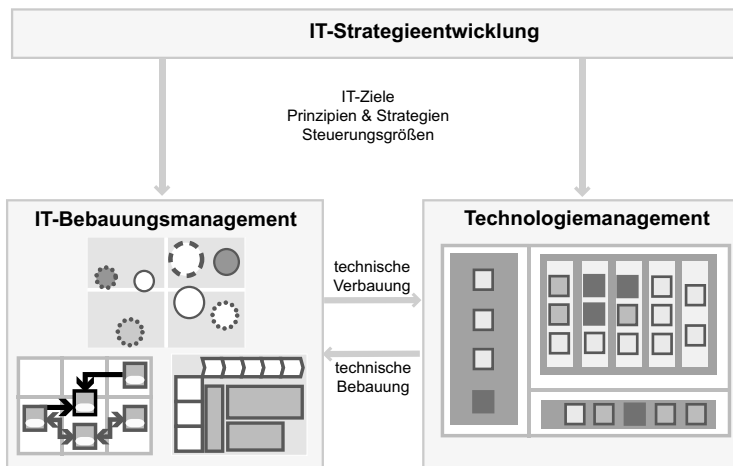 IT-Strategieentwicklung
IT-Ziele
Prinzipien & Strategien
Steuerungsgrößen
IT-Bebauungsmanagement
technische
Verbauung
technische
Bebauung
Technologiemanagement